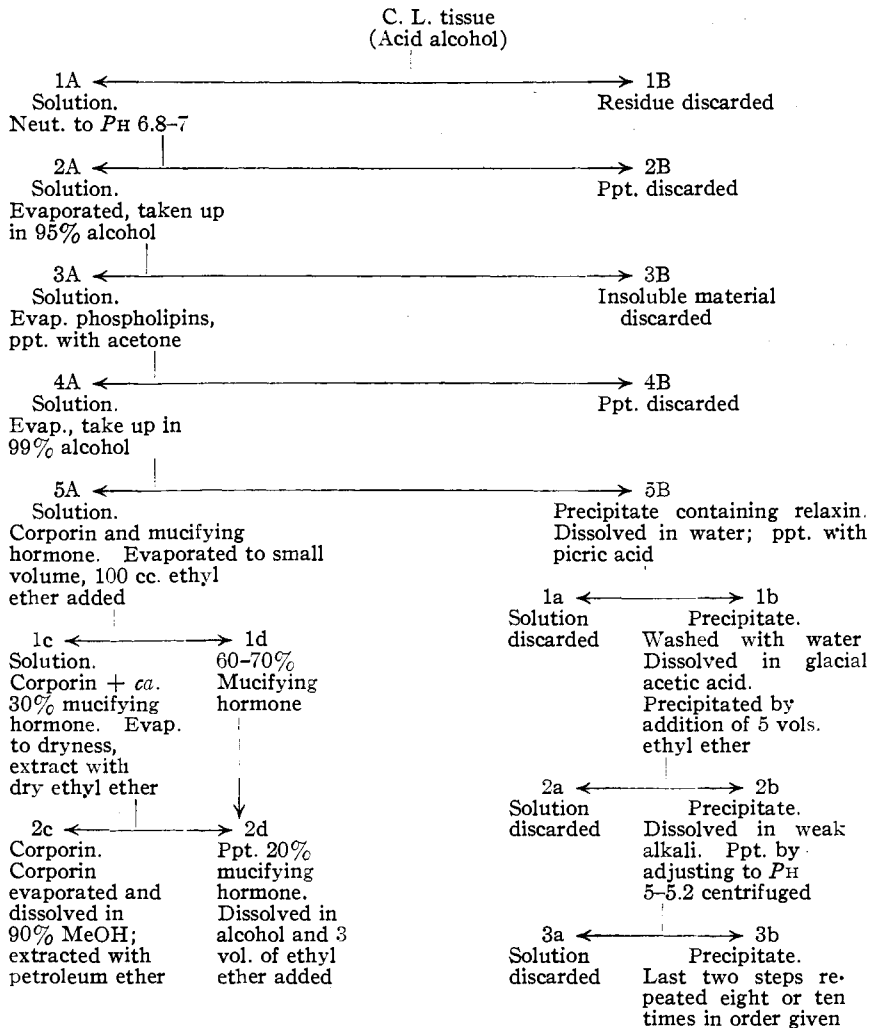 C. L. tissue
(Acid alcohol)
1A 1B
Solution. Residue discarded
Neut. to PH 6.8–7
2A 2B
Solution. Ppt. discarded
Evaporated, taken up
in 95% alcohol
3A 3B
Solution. Insoluble material
Evap. phospholipins, discarded
ppt. with acetone
4A 4B
Solution. Ppt. discarded
Evap., take up in
99% alcohol
5A 5B
Solution. Precipitate containing relaxin.
Corporin and mucifying Dissolved in water; ppt. with
hormone. Evaporated to small picric acid
volume, 100 cc. ethyl
ether added
1a 1b
Solution Precipitate.
discarded Washed with water
Dissolved in glacial
acetic acid.
Precipitated by
addition of 5 vols.
ethyl ether
1c 1d
Solution. 60–70%
Corporin + ca. Mucifying
30% mucifying hormone
hormone. Evap.
to dryness,
extract with
dry ethyl ether
2a 2b
Solution Precipitate.
discarded Dissolved in weak
alkali. Ppt. by
adjusting to PH
5–5.2 centrifuged
2c 2d
Corporin. Ppt. 20%
Corporin mucifying
evaporated and hormone.
dissolved in Dissolved in
90% MeOH; alcohol and 3
extracted with vol. of ethyl
petroleum ether ether added
3a 3b
Solution Precipitate.
discarded Last two steps re-
peated eight or ten
times in order given